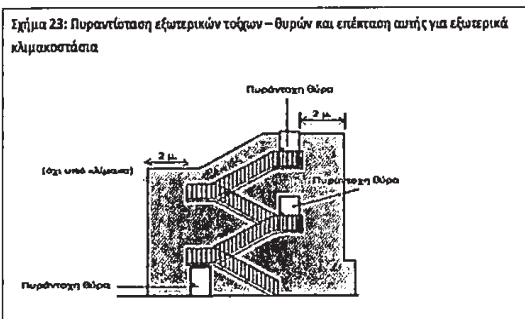 Σχήμα 23: Πυραντίσταση εξωτερικών τοίχων – θυρών και επέκταση αυτής για εξωτερικά
κλιμακοστάσια
Πυράντοχη θύρα
2 μ
2 μ
(όχι υπό κλίμακα)
Πυράντοχη θύρα
Πυράντοχη θύρα